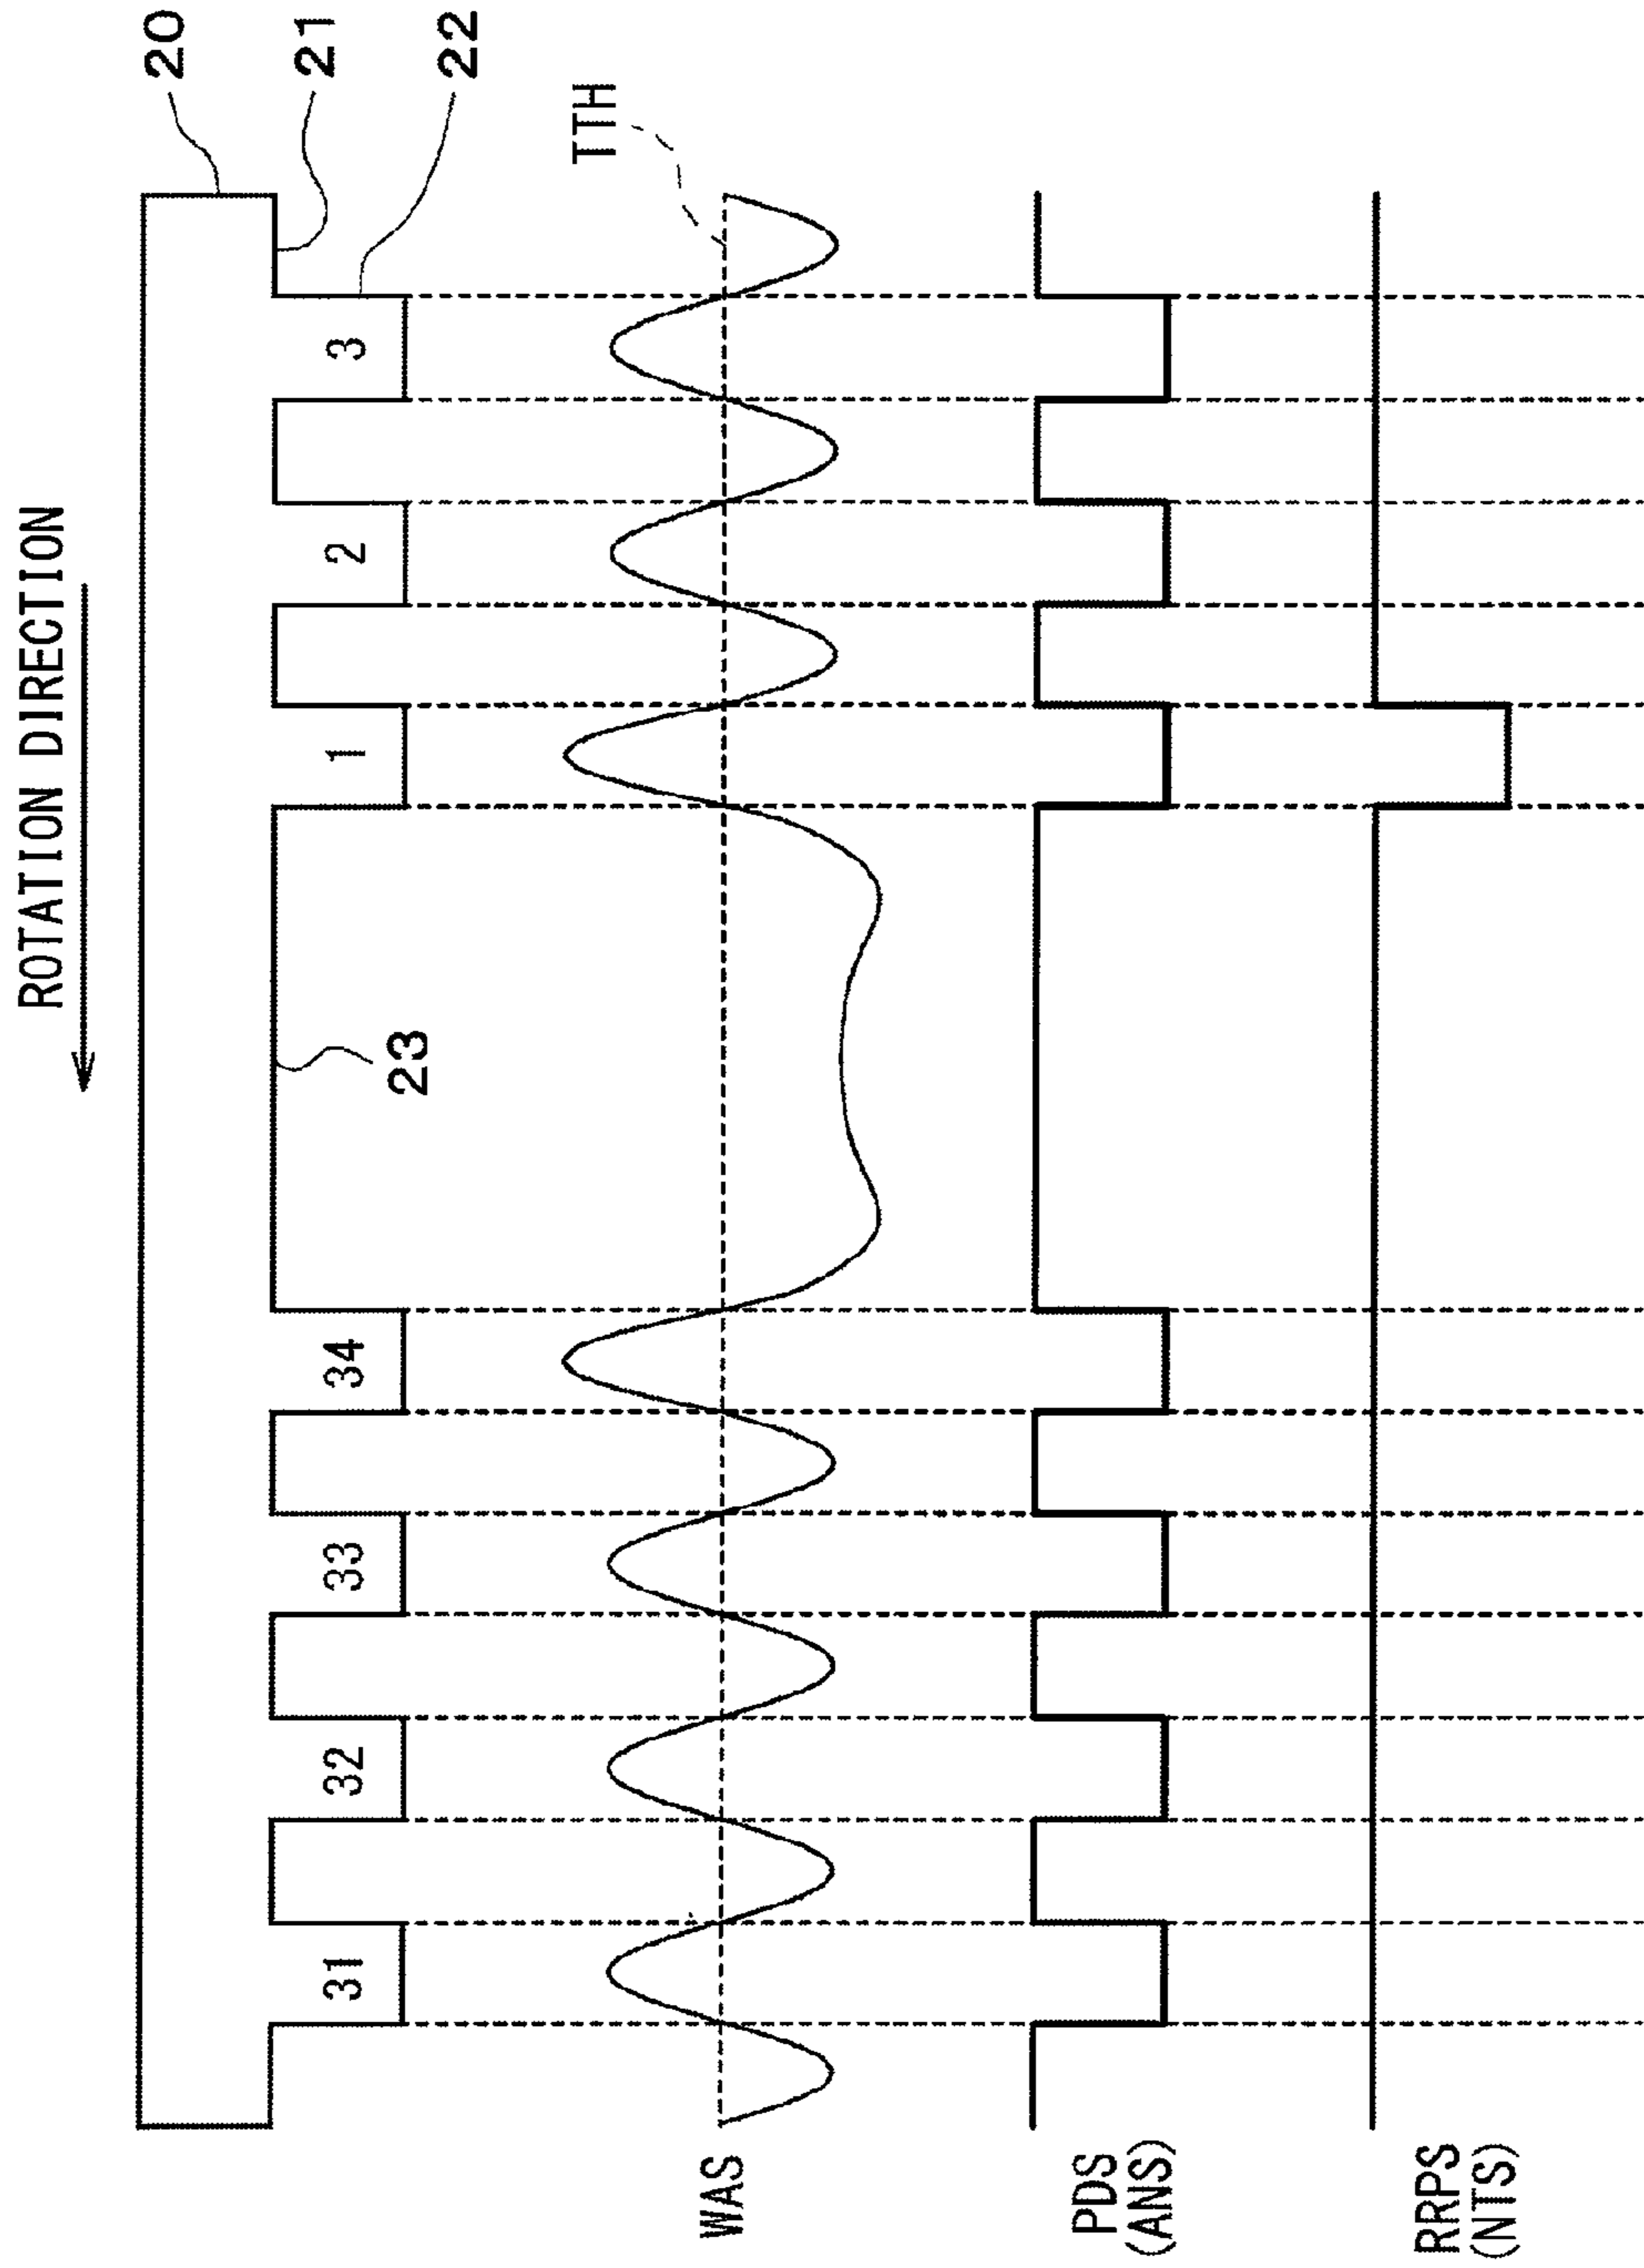 ROTATION DIRECTION
20
21
22
23
31
32
33
34
1
2
3
TTH
WAS
PDS
(ANS)
RRPS
(NTS)